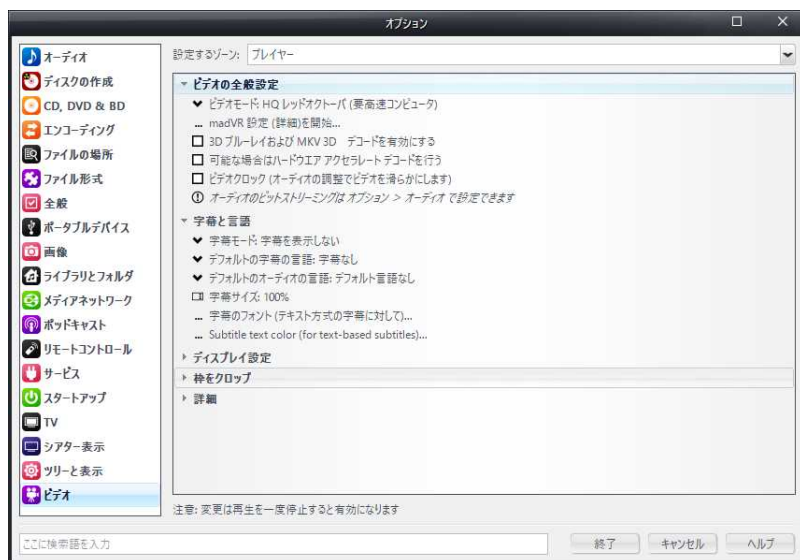 オプション
オーディオ
ディスクの作成
CD, DVD & BD
エンコーディング
ファイルの場所
ファイル形式
全般
ポータブルデバイス
画像
ライブラリとフォルダ
メディアネットワーク
ポッドキャスト
リモートコントロール
サービス
スタートアップ
TV
シアター表示
ツリーと表示
ビデオ
設定するゾーン: プレイヤー
ビデオの全般設定
ビデオモード: HQ レッドオクトーバ (要高速コンピュータ)
... madVR 設定 (詳細)を開始...
3D ブルーレイおよび MKV 3D デコードを有効にする
可能な場合はハードウエア アクセラレート デコードを行う
ビデオクロック (オーディオの調整でビデオを滑らかにします)
オーディオのビットストリーミングは オプション > オーディオ で設定できます
字幕と言語
字幕モード: 字幕を表示しない
デフォルトの字幕の言語: 字幕なし
デフォルトのオーディオの言語: デフォルト言語なし
字幕サイズ: 100%
... 字幕のフォント (テキスト方式の字幕に対して)...
... Subtitle text color (for text-based subtitles)...
ディスプレイ設定
枠をクロップ
詳細
注意: 変更は再生を一度停止すると有効になります
ここに検索語を入力
終了 キャンセル ヘルプ